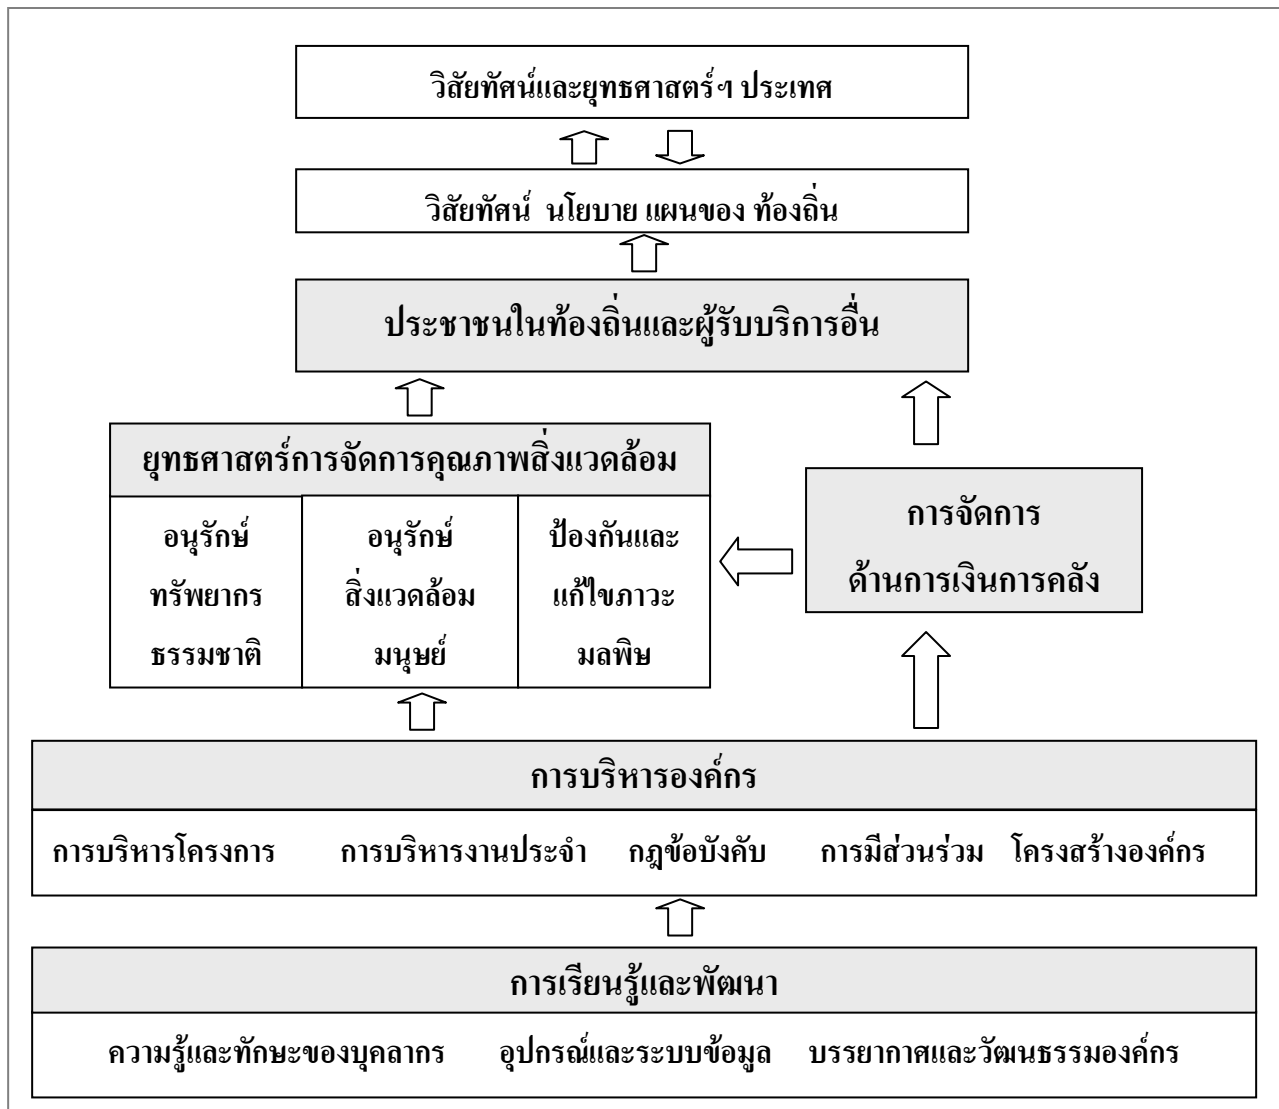 วิสัยทัศน์และยุทธศาสตร์ฯ ประเทศ
วิสัยทัศน์ นโยบาย แผนของ ท้องถิ่น
ประชาชนในท้องถิ่นและผู้รับบริการอื่น
ยุทธศาสตร์การจัดการคุณภาพสิ่งแวดล้อม
อนุรักษ์
ทรัพยากร
ธรรมชาติ
อนุรักษ์
สิ่งแวดล้อม
มนุษย์
ป้องกันและ
แก้ไขภาวะ
มลพิษ
การจัดการ
ด้านการเงินการคลัง
การบริหารองค์กร
การบริหารโครงการ การบริหารงานประจำ กฎข้อบังคับ การมีส่วนร่วม โครงสร้างองค์กร
การเรียนรู้และพัฒนา
ความรู้และทักษะของบุคลากร อุปกรณ์และระบบข้อมูล บรรยากาศและวัฒนธรรมองค์กร